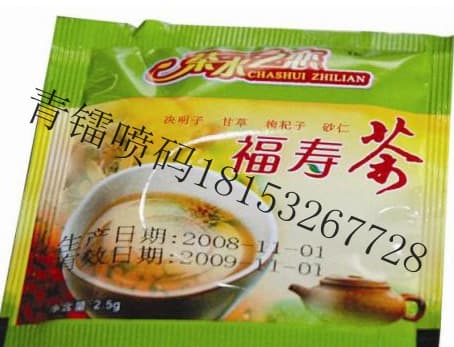 茶水之恋
CHASHUI ZHILIAN
决明子 甘草 枸杞子 砂仁
福寿茶
青镭喷码18153267728
生产日期:2008-11-01
有效日期:2009-11-01
净含量:2.5g